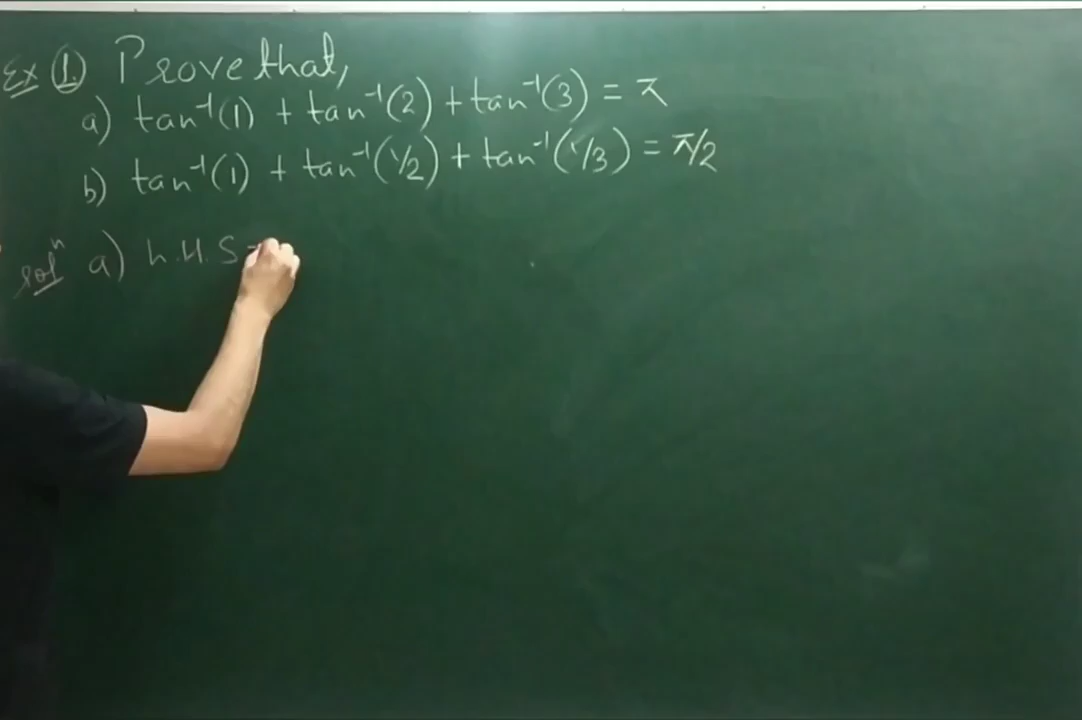 Ex ①. Prove that,
a) tan⁻¹(1) + tan⁻¹(2) + tan⁻¹(3) = π
b) tan⁻¹(1) + tan⁻¹(1/2) + tan⁻¹(1/3) = π/2
solⁿ a) L.H.S =